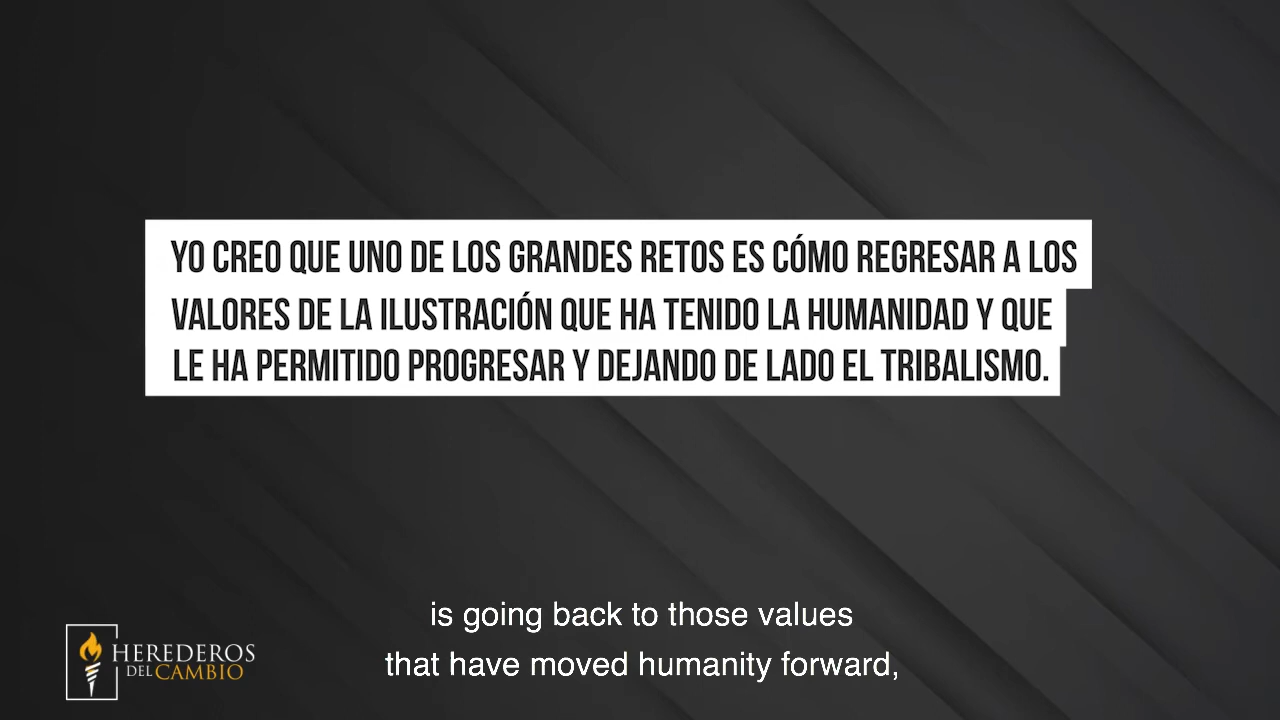 YO CREO QUE UNO DE LOS GRANDES RETOS ES CÓMO REGRESAR A LOS
VALORES DE LA ILUSTRACIÓN QUE HA TENIDO LA HUMANIDAD Y QUE
LE HA PERMITIDO PROGRESAR Y DEJANDO DE LADO EL TRIBALISMO.
is going back to those values
that have moved humanity forward,
HEREDEROS
DEL CAMBIO